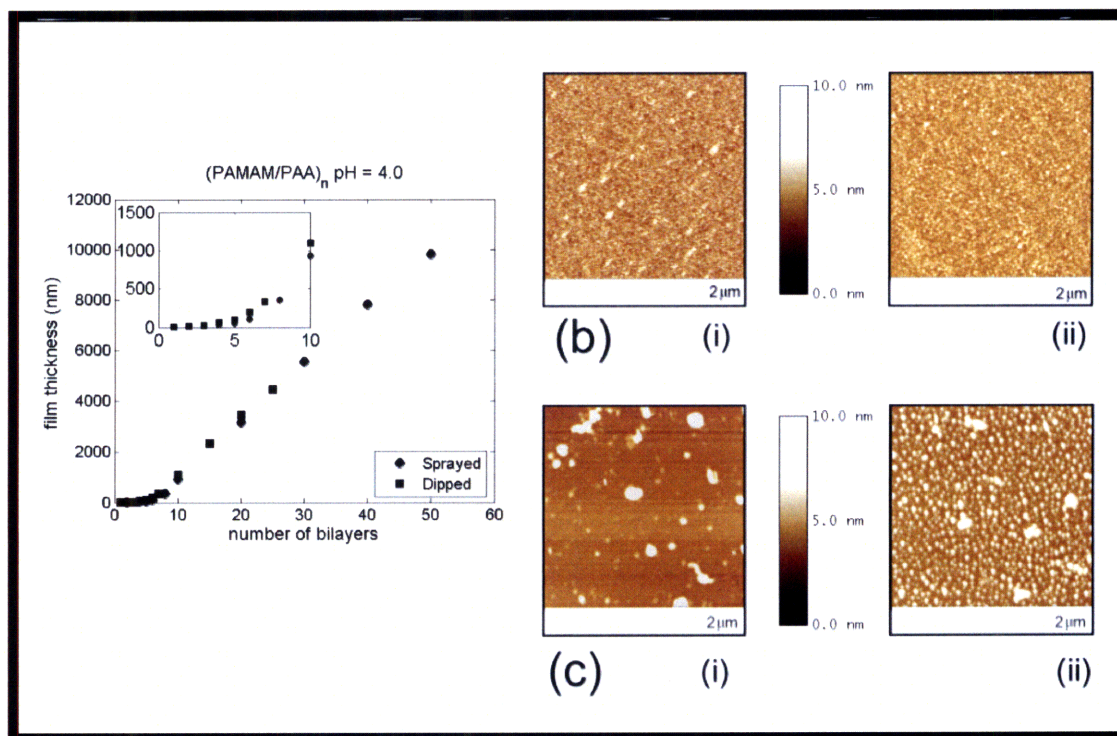 (PAMAM/PAA)n pH = 4.0
12000
10000
8000
6000
4000
2000
0
film thickness (nm)
1500
1000
500
0
0 5 10
Sprayed
Dipped
0 10 20 30 40 50 60
number of bilayers
2µm
10.0 nm
5.0 nm
0.0 nm
2µm
(b) (i) (ii)
2µm
10.0 nm
5.0 nm
0.0 nm
2µm
(c) (i) (ii)